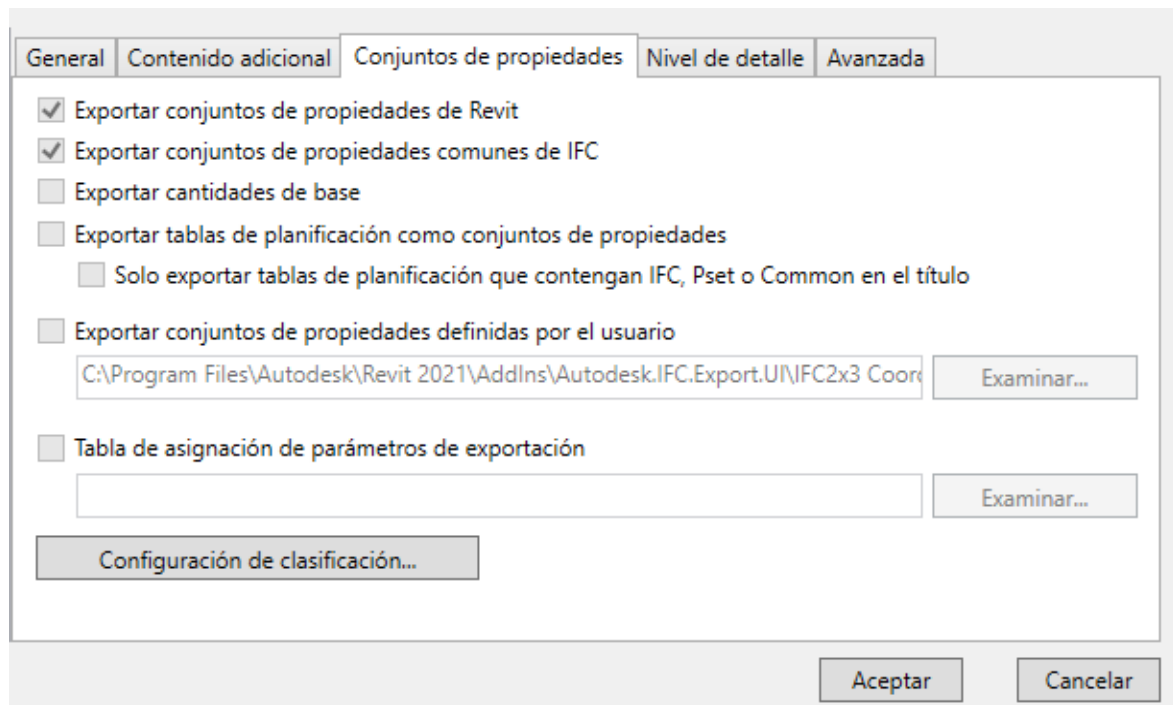 General Contenido adicional Conjuntos de propiedades Nivel de detalle Avanzada
Exportar conjuntos de propiedades de Revit
Exportar conjuntos de propiedades comunes de IFC
Exportar cantidades de base
Exportar tablas de planificación como conjuntos de propiedades
Solo exportar tablas de planificación que contengan IFC, Pset o Common en el título
Exportar conjuntos de propiedades definidas por el usuario
C:\Program Files\Autodesk\Revit 2021\AddIns\Autodesk.IFC.Export.UI\IFC2x3 Coord Examinar...
Tabla de asignación de parámetros de exportación
Examinar...
Configuración de clasificación...
Aceptar Cancelar